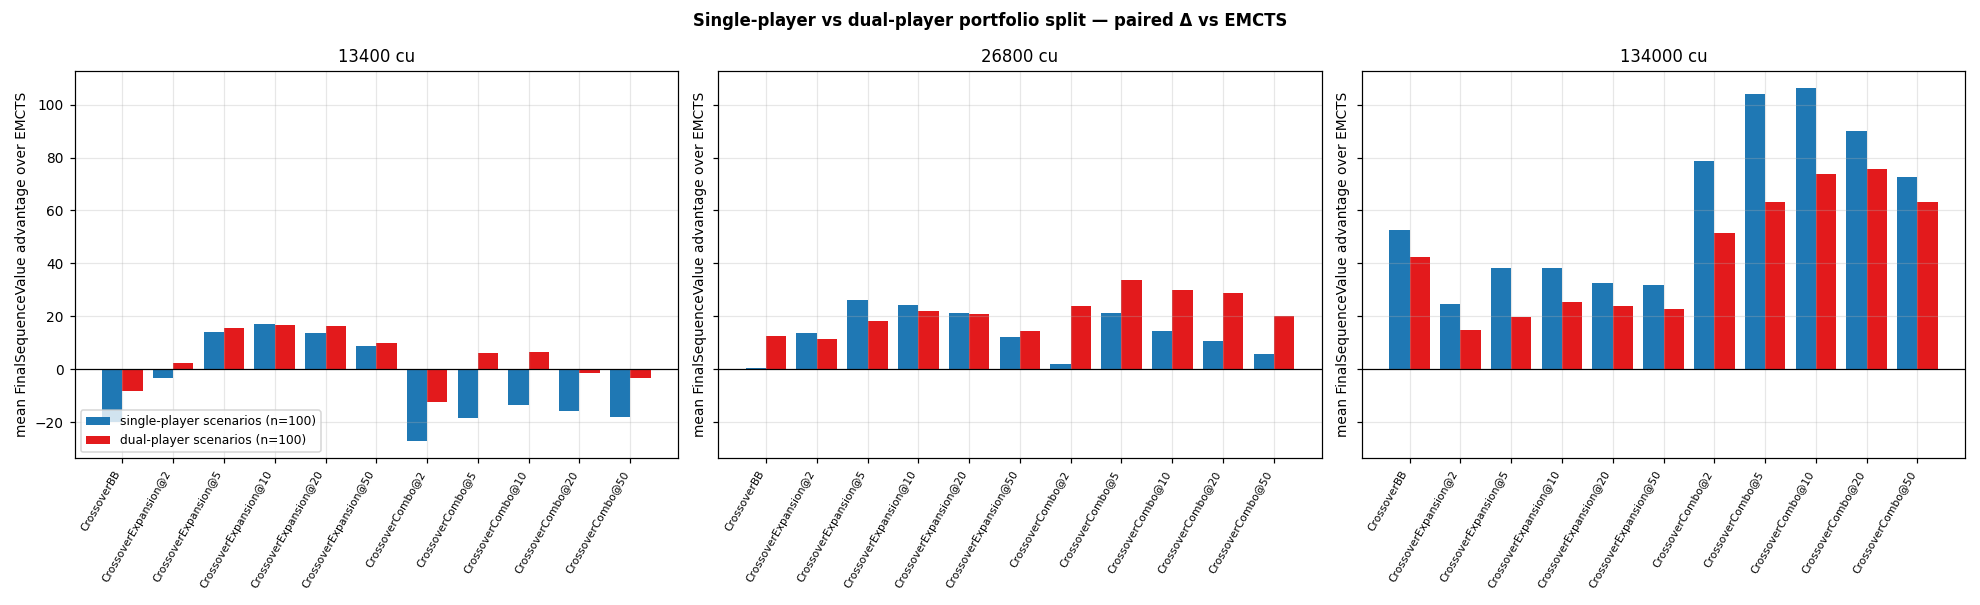 Single-player vs dual-player portfolio split — paired Δ vs EMCTS
13400 cu
mean FinalSequenceValue advantage over EMCTS
100
80
60
40
20
0
−20
single-player scenarios (n=100)
dual-player scenarios (n=100)
CrossoverBB
CrossoverExpansion@2
CrossoverExpansion@5
CrossoverExpansion@10
CrossoverExpansion@20
CrossoverExpansion@50
CrossoverCombo@2
CrossoverCombo@5
CrossoverCombo@10
CrossoverCombo@20
CrossoverCombo@50
26800 cu
mean FinalSequenceValue advantage over EMCTS
CrossoverBB
CrossoverExpansion@2
CrossoverExpansion@5
CrossoverExpansion@10
CrossoverExpansion@20
CrossoverExpansion@50
CrossoverCombo@2
CrossoverCombo@5
CrossoverCombo@10
CrossoverCombo@20
CrossoverCombo@50
134000 cu
mean FinalSequenceValue advantage over EMCTS
CrossoverBB
CrossoverExpansion@2
CrossoverExpansion@5
CrossoverExpansion@10
CrossoverExpansion@20
CrossoverExpansion@50
CrossoverCombo@2
CrossoverCombo@5
CrossoverCombo@10
CrossoverCombo@20
CrossoverCombo@50